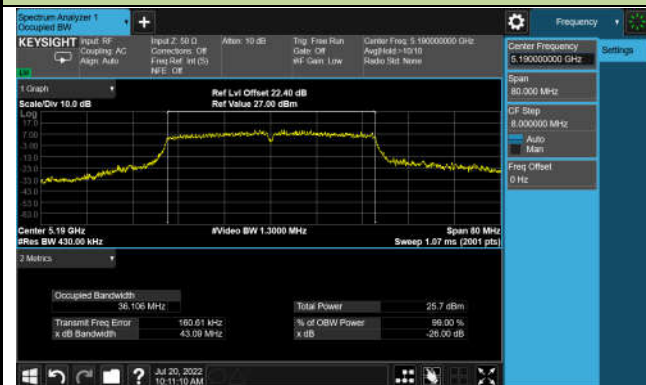 Spectrum Analyzer 1
Occupied BW
+
Frequency
KEYSIGHT
Input: RF
Coupling: AC
Align: Auto
Input Z: 50 Ω
Corrections: Off
Freq Ref: Int (S)
NFE: Off
Atten: 10 dB
Trig: Free Run
Gate: Off
#IF Gain: Low
Center Freq: 5.190000000 GHz
Avg|Hold:>10/10
Radio Std: None
LXI
Center Frequency
5.190000000 GHz
Settings
Span
80.000 MHz
CF Step
8.000000 MHz
Auto
Man
Freq Offset
0 Hz
1 Graph
Scale/Div 10.0 dB
Ref Lvl Offset 22.40 dB
Ref Value 27.00 dBm
Log
17.0
7.00
-3.00
-13.0
-23.0
-33.0
-43.0
-53.0
-63.0
Center 5.19 GHz
#Res BW 430.00 kHz
#Video BW 1.3000 MHz
Span 80 MHz
Sweep 1.07 ms (2001 pts)
2 Metrics
Occupied Bandwidth
36.106 MHz
Total Power 25.7 dBm
Transmit Freq Error 160.61 kHz
% of OBW Power 99.00 %
x dB Bandwidth 43.09 MHz
x dB -26.00 dB
?
Jul 20, 2022
10:11:10 AM